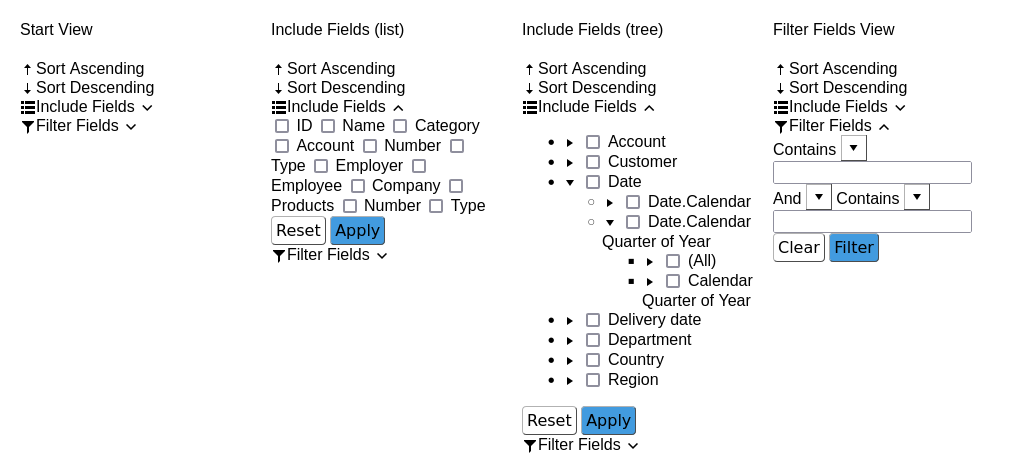 Start View
Sort Ascending
Sort Descending
Include Fields
Filter Fields
Include Fields (list)
Sort Ascending
Sort Descending
Include Fields
ID Name Category
Account Number
Type Employer
Employee Company
Products Number Type
Reset Apply
Filter Fields
Include Fields (tree)
Sort Ascending
Sort Descending
Include Fields
Account
Customer
Date
Date.Calendar
Date.Calendar
Quarter of Year
(All)
Calendar
Quarter of Year
Delivery date
Department
Country
Region
Reset Apply
Filter Fields
Filter Fields View
Sort Ascending
Sort Descending
Include Fields
Filter Fields
Contains
And Contains
Clear Filter